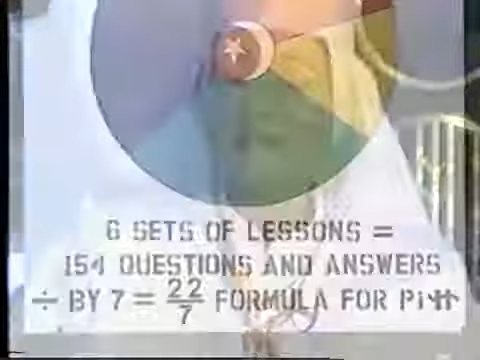 6 SETS OF LESSONS =
154 QUESTIONS AND ANSWERS
÷ BY 7 = 22/7 FORMULA FOR Pi